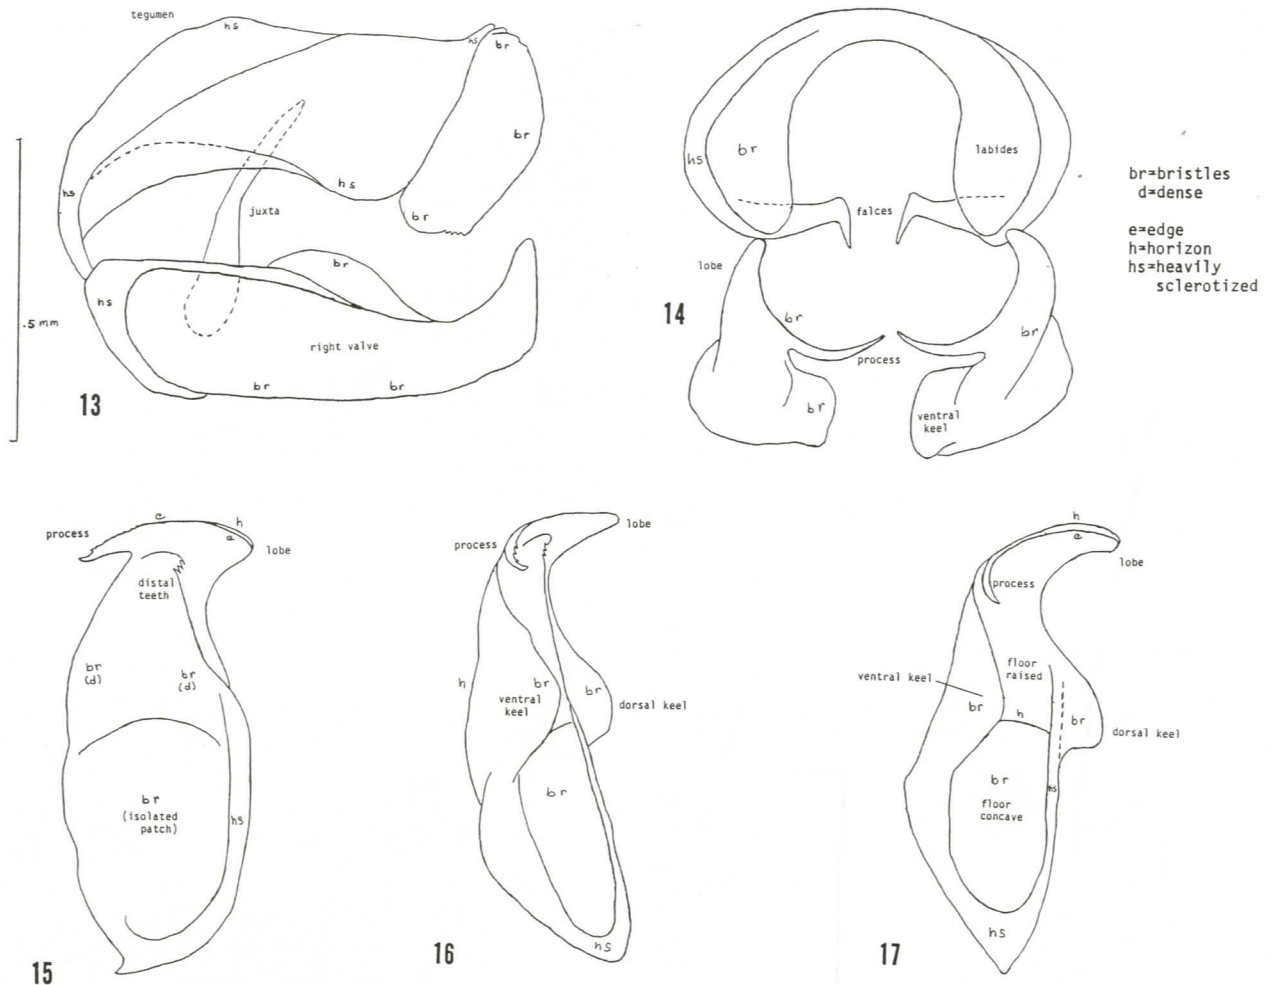 tegumen
hs
hs
br
br
hs
hs
br
juxta
br
hs
right valve
br
br
.5 mm
13
hs
br
labides
falces
lobe
br
br
process
br
ventral
keel
14
br=bristles
d=dense
e=edge
h=horizon
hs=heavily
sclerotized
process
e
h
e
lobe
distal
teeth
br
(d)
br
(d)
br
(isolated
patch)
hs
15
process
lobe
h
br
ventral
keel
br
dorsal keel
br
hs
16
h
e
lobe
process
floor
raised
ventral keel
br
h
br
dorsal keel
br
floor
concave
hs
hs
17